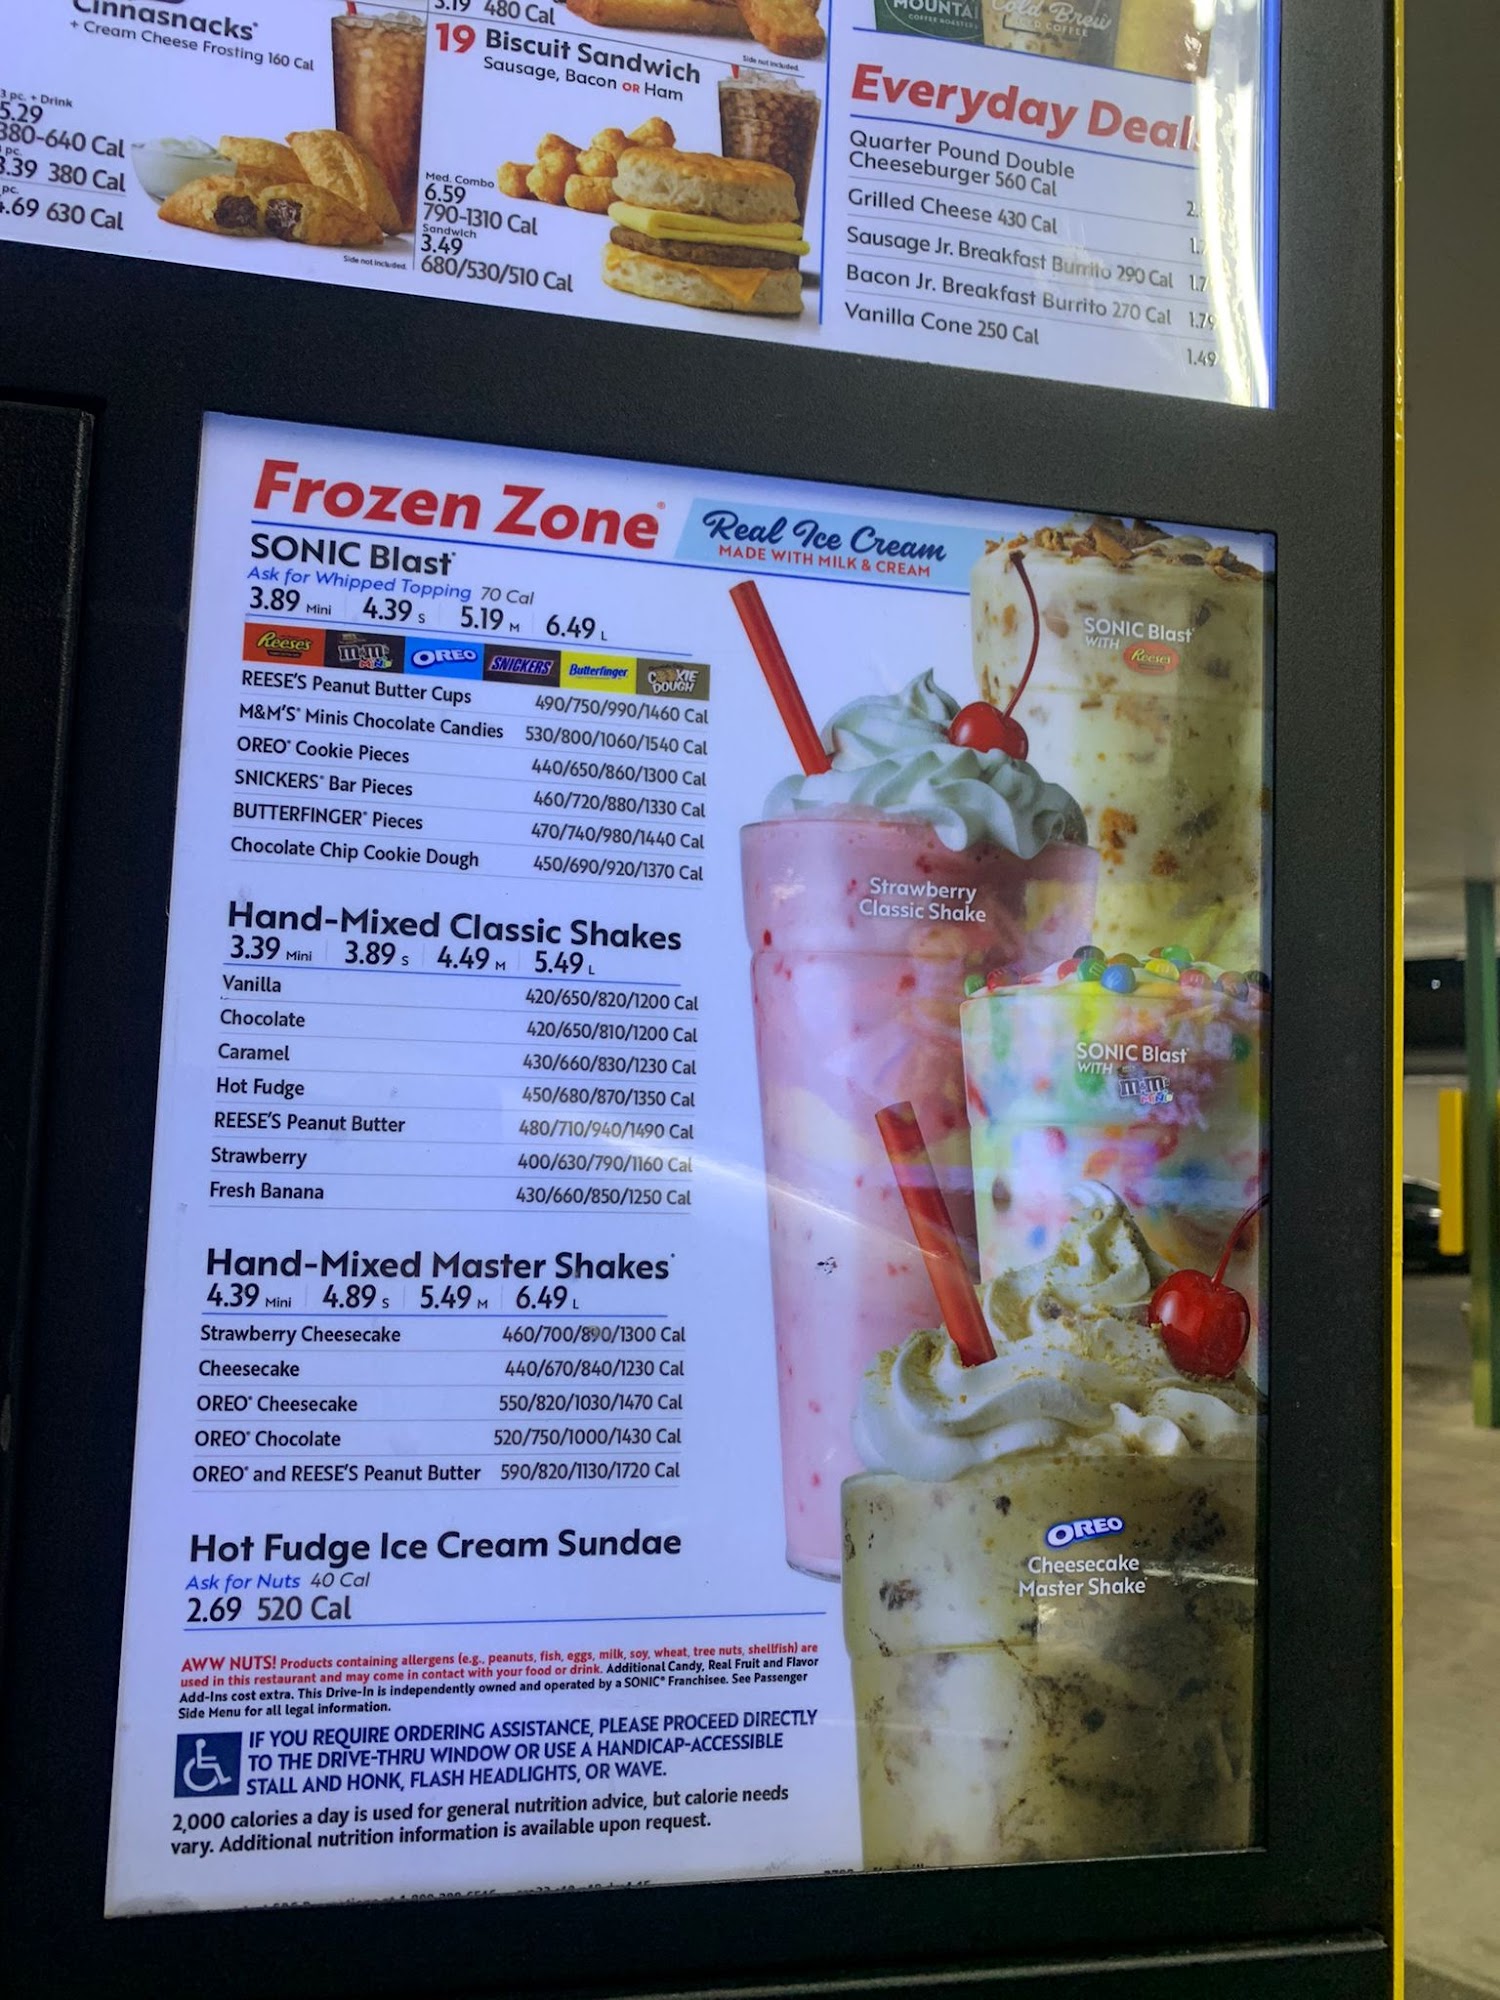 Cinnasnacks*
+ Cream Cheese Frosting 160 Cal
3 pc. + Drink
5.29
380-640 Cal
pc.
3.39 380 Cal
pc.
4.69 630 Cal
Side not included.
3.19 480 Cal
Side not included.
19 Biscuit Sandwich
Sausage, Bacon OR Ham
Med. Combo
6.59
790-1310 Cal
Sandwich
3.49
680/530/510 Cal
MOUNTA
COFFEE ROASTERS
Cold Brew
ICED COFFEE
Everyday Deals
Quarter Pound Double
Cheeseburger 560 Cal
Grilled Cheese 430 Cal
Sausage Jr. Breakfast Burrito 290 Cal 1.7
Bacon Jr. Breakfast Burrito 270 Cal 1.79
Vanilla Cone 250 Cal 1.49
Frozen Zone®
Real Ice Cream
MADE WITH MILK & CREAM
SONIC Blast*
Ask for Whipped Topping 70 Cal
3.89 Mini 4.39 S 5.19 M 6.49 L
Reese's M&M'S MINIS OREO SNICKERS Butterfinger COOKIE DOUGH
REESE'S Peanut Butter Cups 490/750/990/1460 Cal
M&M'S* Minis Chocolate Candies 530/800/1060/1540 Cal
OREO* Cookie Pieces 440/650/860/1300 Cal
SNICKERS* Bar Pieces 460/720/880/1330 Cal
BUTTERFINGER* Pieces 470/740/980/1440 Cal
Chocolate Chip Cookie Dough 450/690/920/1370 Cal
Hand-Mixed Classic Shakes
3.39 Mini 3.89 S 4.49 M 5.49 L
Vanilla 420/650/820/1200 Cal
Chocolate 420/650/810/1200 Cal
Caramel 430/660/830/1230 Cal
Hot Fudge 450/680/870/1350 Cal
REESE'S Peanut Butter 480/710/940/1490 Cal
Strawberry 400/630/790/1160 Cal
Fresh Banana 430/660/850/1250 Cal
Hand-Mixed Master Shakes*
4.39 Mini 4.89 S 5.49 M 6.49 L
Strawberry Cheesecake 460/700/890/1300 Cal
Cheesecake 440/670/840/1230 Cal
OREO* Cheesecake 550/820/1030/1470 Cal
OREO* Chocolate 520/750/1000/1430 Cal
OREO* and REESE'S Peanut Butter 590/820/1130/1720 Cal
Hot Fudge Ice Cream Sundae
Ask for Nuts 40 Cal
2.69 520 Cal
AWW NUTS! Products containing allergens (e.g., peanuts, fish, eggs, milk, soy, wheat, tree nuts, shellfish) are
used in this restaurant and may come in contact with your food or drink. Additional Candy, Real Fruit and Flavor
Add-Ins cost extra. This Drive-In is independently owned and operated by a SONIC® Franchisee. See Passenger
Side Menu for all legal information.
IF YOU REQUIRE ORDERING ASSISTANCE, PLEASE PROCEED DIRECTLY
TO THE DRIVE-THRU WINDOW OR USE A HANDICAP-ACCESSIBLE
STALL AND HONK, FLASH HEADLIGHTS, OR WAVE.
2,000 calories a day is used for general nutrition advice, but calorie needs
vary. Additional nutrition information is available upon request.
SONIC Blast*
WITH Reese's
Strawberry
Classic Shake
SONIC Blast*
WITH
M&M'S
MINIS
OREO
Cheesecake
Master Shake*